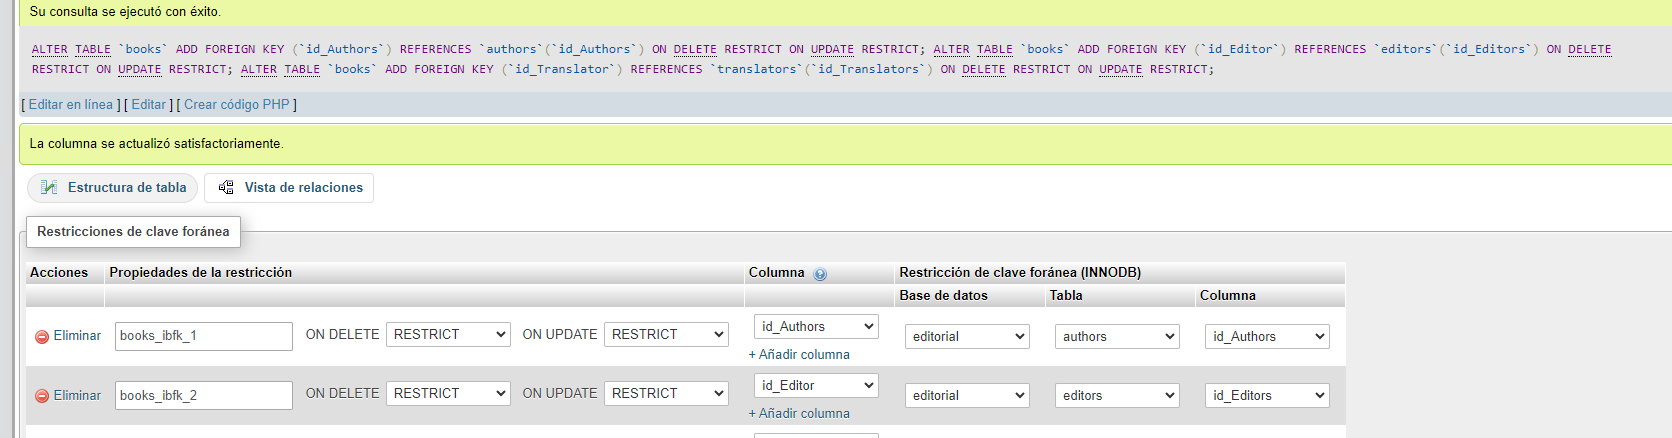 Su consulta se ejecutó con éxito.
ALTER TABLE `books` ADD FOREIGN KEY (`id_Authors`) REFERENCES `authors`(`id_Authors`) ON DELETE RESTRICT ON UPDATE RESTRICT; ALTER TABLE `books` ADD FOREIGN KEY (`id_Editor`) REFERENCES `editors`(`id_Editors`) ON DELETE
RESTRICT ON UPDATE RESTRICT; ALTER TABLE `books` ADD FOREIGN KEY (`id_Translator`) REFERENCES `translators`(`id_Translators`) ON DELETE RESTRICT ON UPDATE RESTRICT;
[ Editar en línea ] [ Editar ] [ Crear código PHP ]
La columna se actualizó satisfactoriamente.
Estructura de tabla Vista de relaciones
Restricciones de clave foránea
Acciones Propiedades de la restricción Columna Restricción de clave foránea (INNODB)
Base de datos Tabla Columna
Eliminar books_ibfk_1 ON DELETE RESTRICT ON UPDATE RESTRICT id_Authors editorial authors id_Authors
+ Añadir columna
Eliminar books_ibfk_2 ON DELETE RESTRICT ON UPDATE RESTRICT id_Editor editorial editors id_Editors
+ Añadir columna